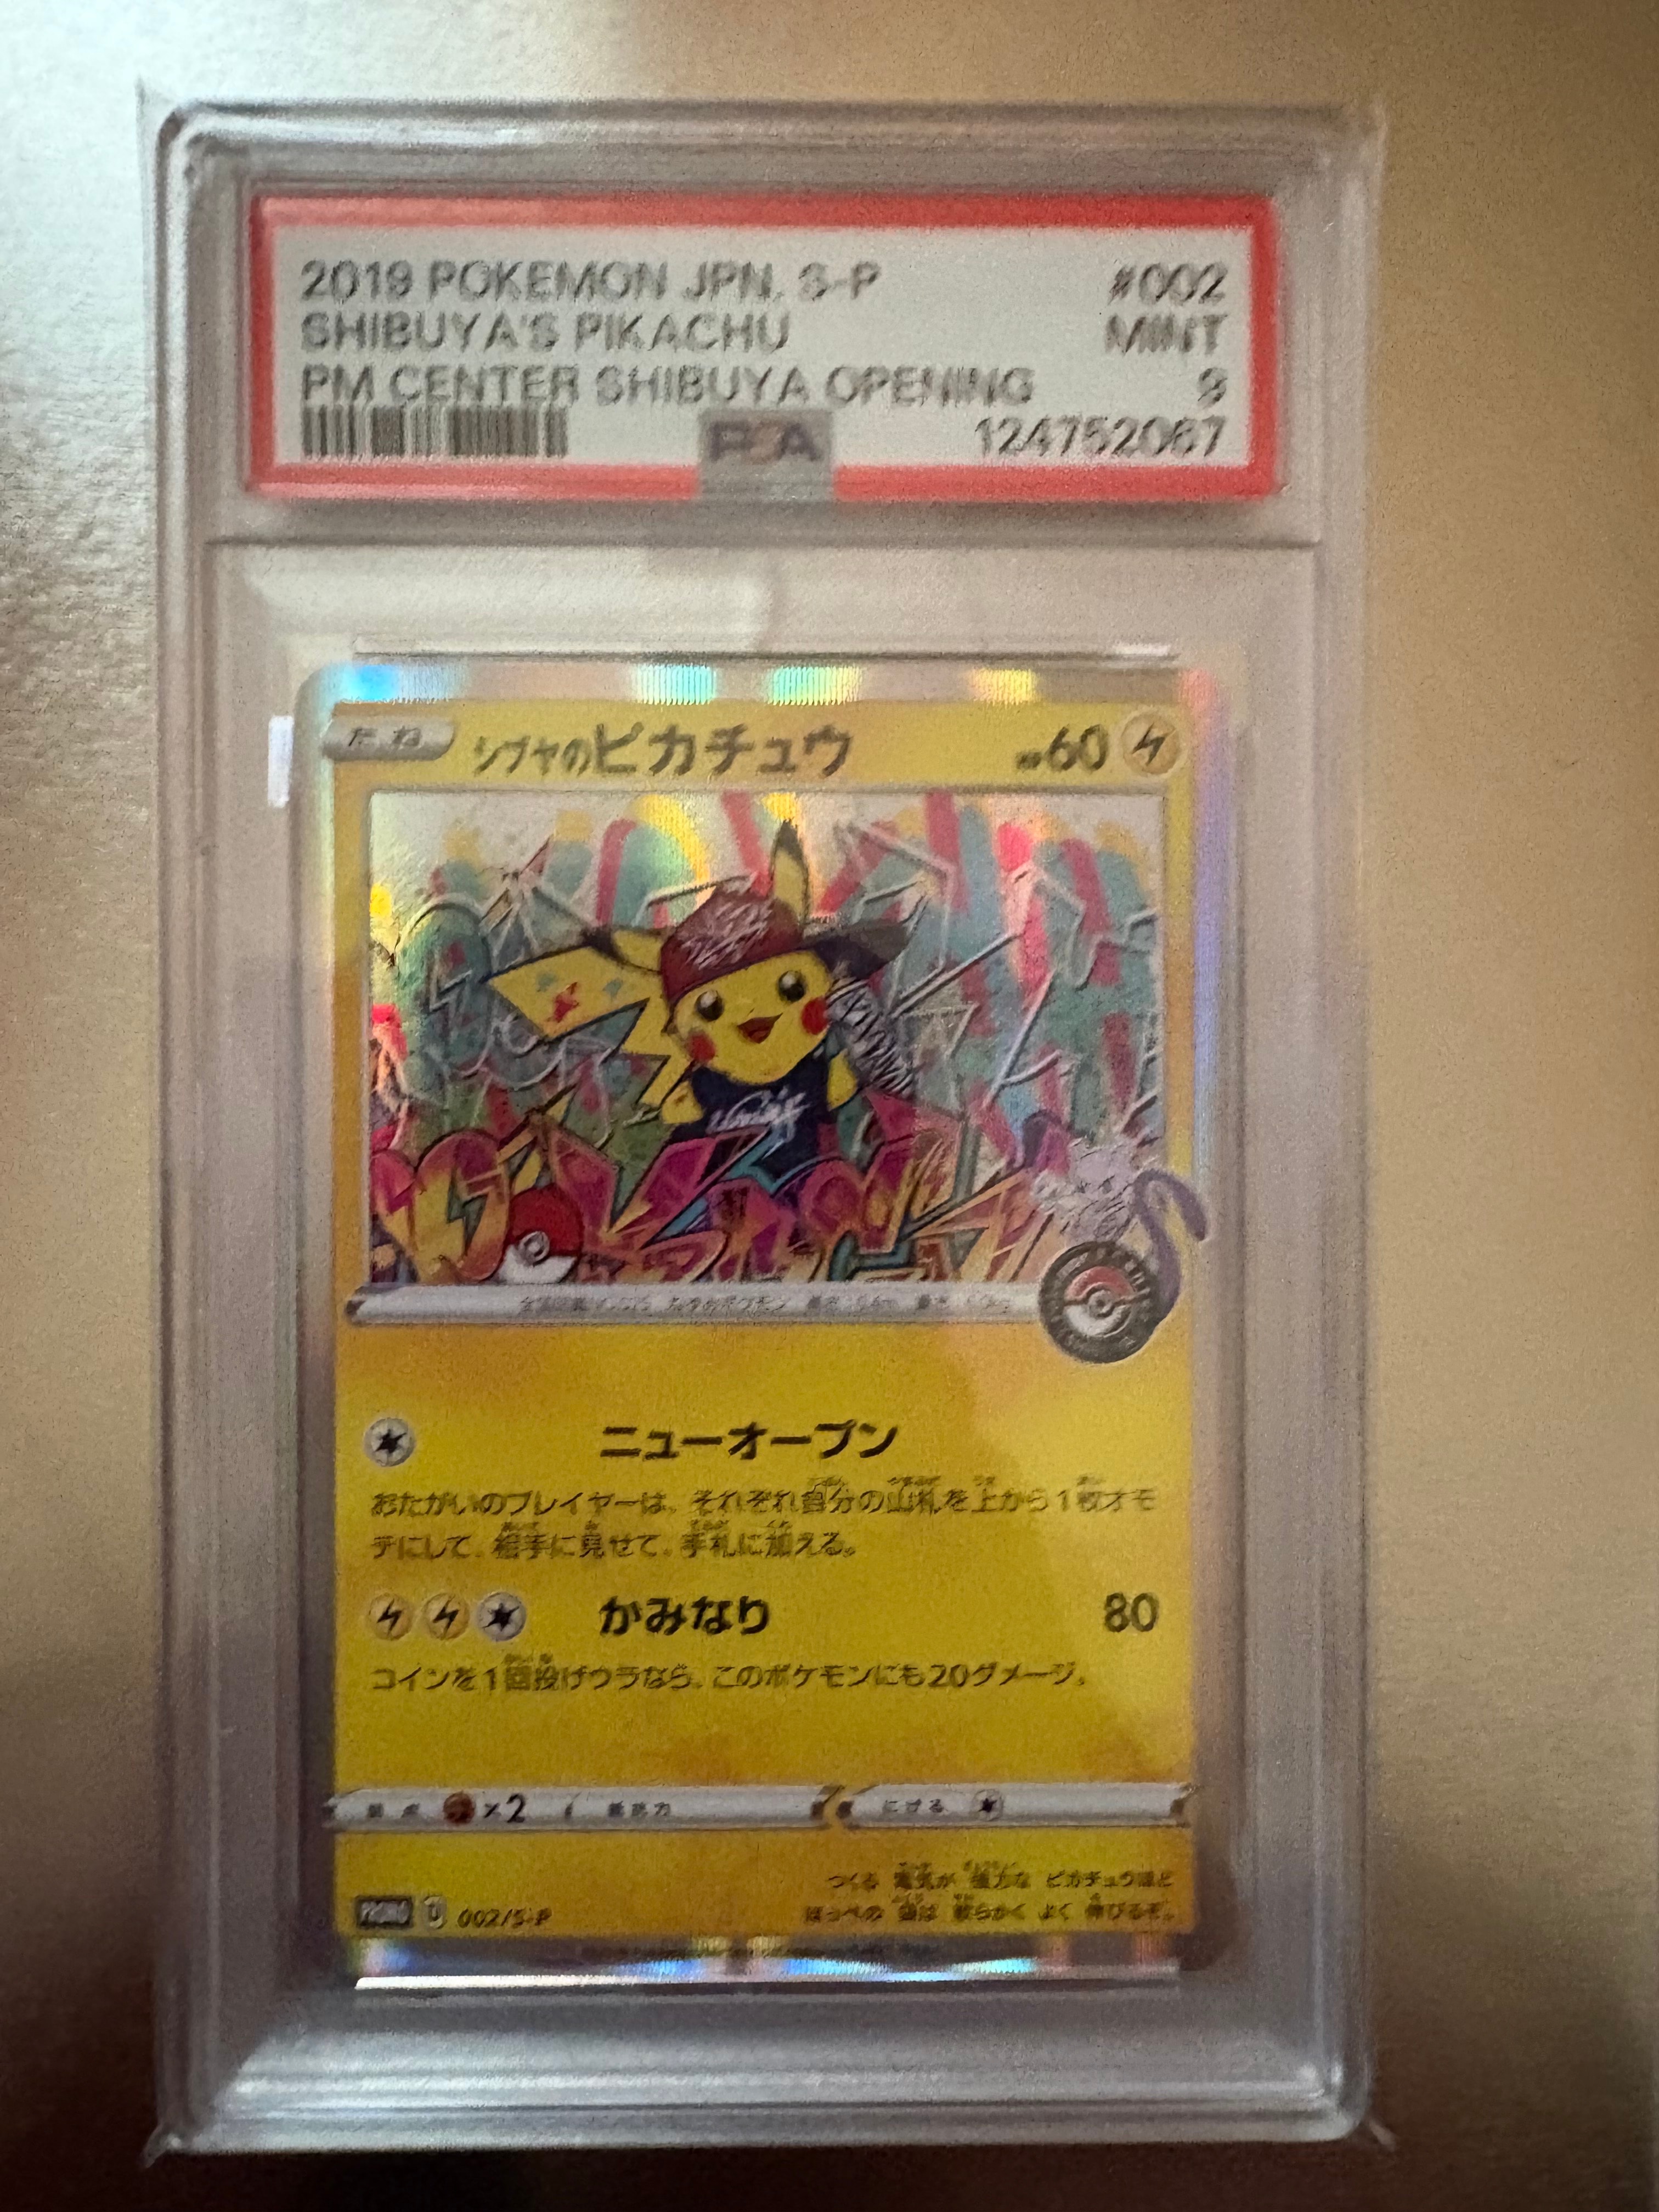 2019 POKEMON JPN. S-P #002
SHIBUYA'S PIKACHU MINT
PM CENTER SHIBUYA OPENING 9
PSA 124752067
たね シブヤのピカチュウ HP60
ニューオープン
おたがいのプレイヤーは、それぞれ自分の山札を上から1枚オモ
テにして、相手に見せて、手札に加える。
かみなり 80
コインを1回投げウラなら、このポケモンにも20ダメージ。
弱点 ×2 抵抗力 にげる
つくる 電気が 強力な ピカチュウほど
ほっぺの 袋は 軟らかく よく 伸びるぞ。
PROMO D 002/S-P